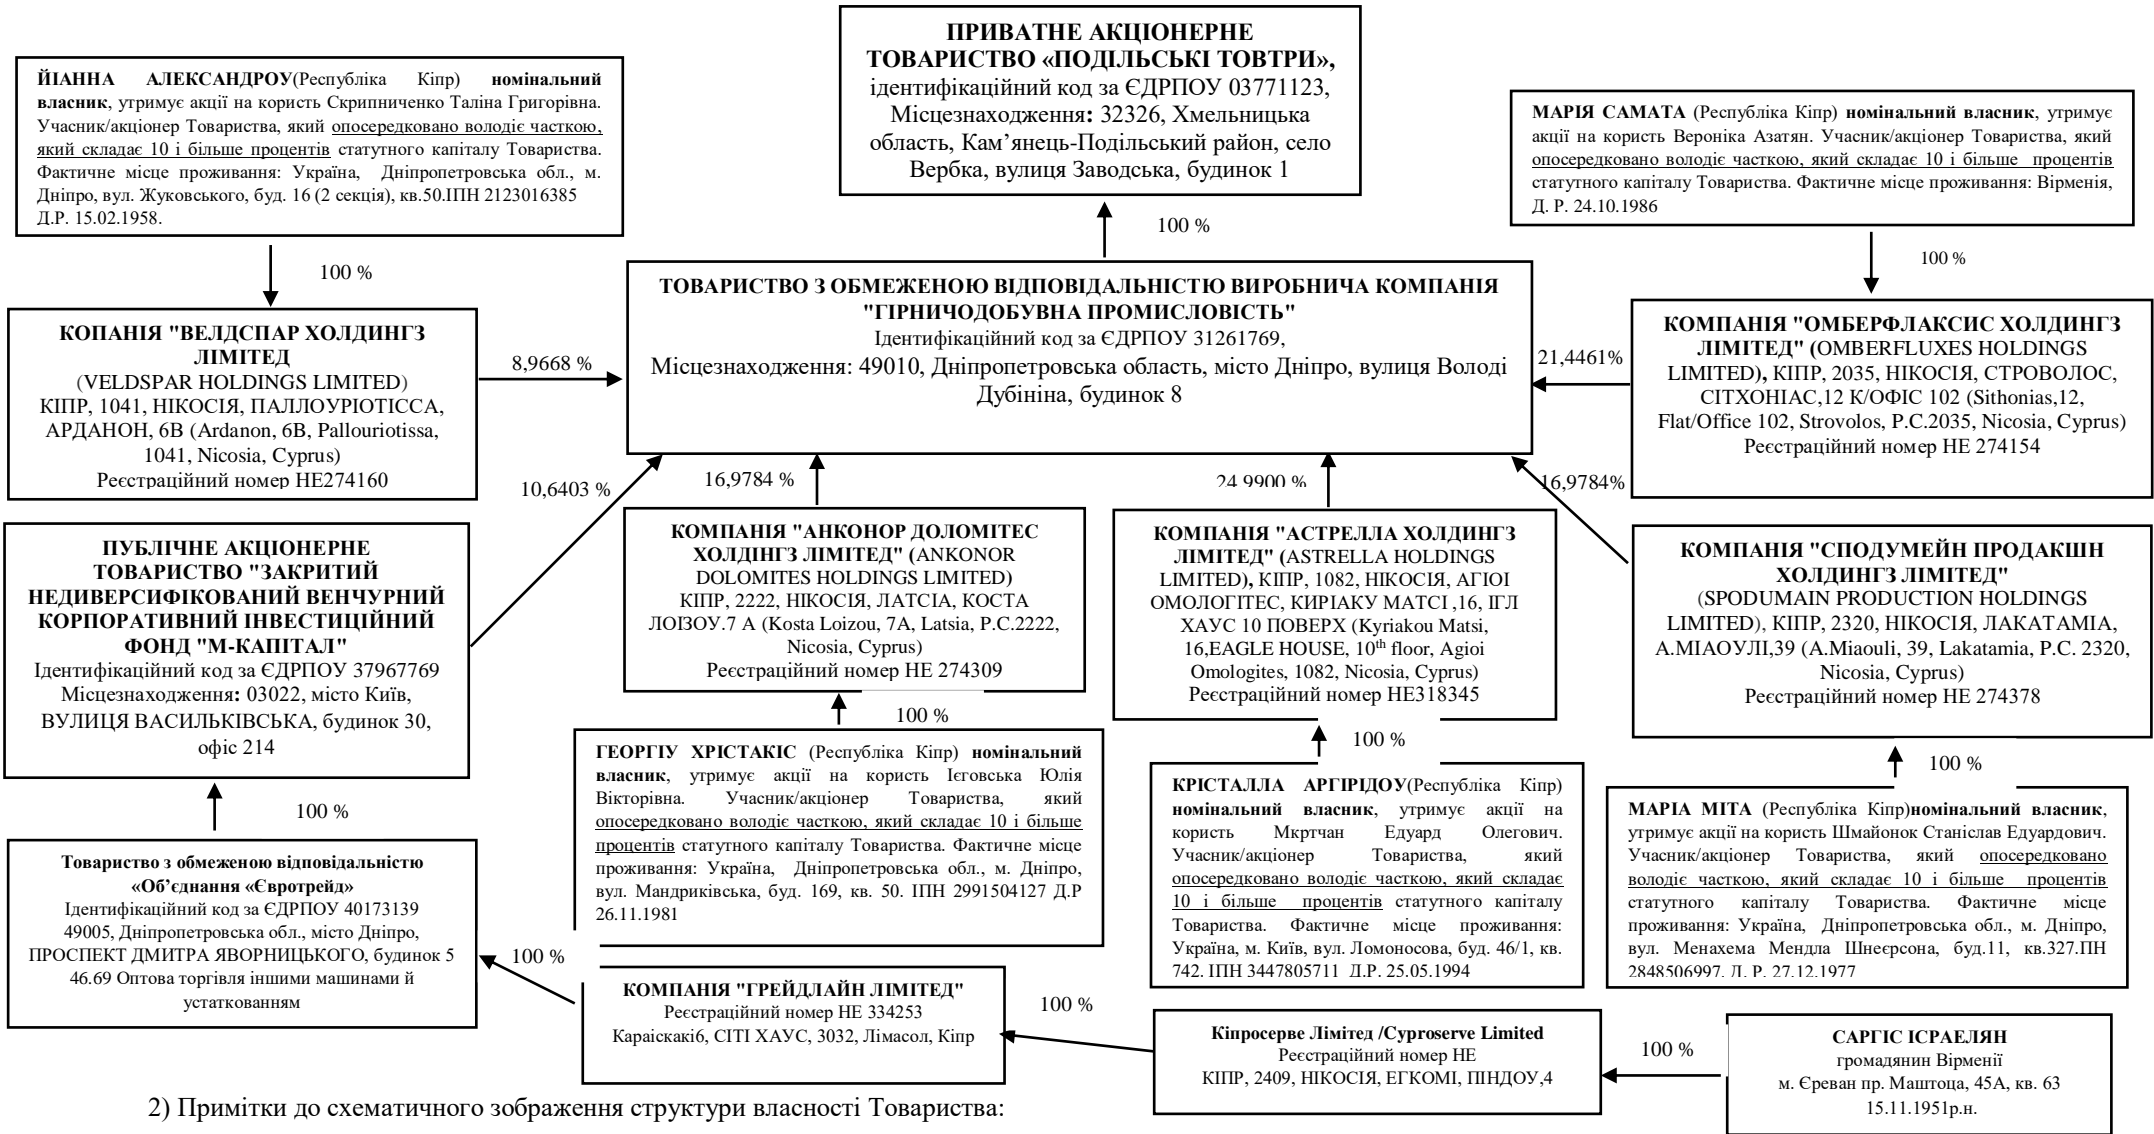 ПРИВАТНЕ АКЦІОНЕРНЕ
ТОВАРИСТВО «ПОДІЛЬСЬКІ ТОВТРИ»,
ідентифікаційний код за ЄДРПОУ 03771123,
Місцезнаходження: 32326, Хмельницька
область, Кам’янець-Подільський район, село
Вербка, вулиця Заводська, будинок 1
ЙІАННА АЛЕКСАНДРОУ(Республіка Кіпр) номінальний
власник, утримує акції на користь Скрипниченко Таліна Григорівна.
Учасник/акціонер Товариства, який опосередковано володіє часткою,
який складає 10 і більше процентів статутного капіталу Товариства.
Фактичне місце проживання: Україна, Дніпропетровська обл., м.
Дніпро, вул. Жуковського, буд. 16 (2 секція), кв.50.ІПН 2123016385
Д.Р. 15.02.1958.
МАРІЯ САМАТА (Республіка Кіпр) номінальний власник, утримує
акції на користь Вероніка Азатян. Учасник/акціонер Товариства, який
опосередковано володіє часткою, який складає 10 і більше процентів
статутного капіталу Товариства. Фактичне місце проживання: Вірменія,
Д. Р. 24.10.1986
100 %
100 %
100 %
ТОВАРИСТВО З ОБМЕЖЕНОЮ ВІДПОВІДАЛЬНІСТЮ ВИРОБНИЧА КОМПАНІЯ
"ГІРНИЧОДОБУВНА ПРОМИСЛОВІСТЬ"
Ідентифікаційний код за ЄДРПОУ 31261769,
Місцезнаходження: 49010, Дніпропетровська область, місто Дніпро, вулиця Володі
Дубініна, будинок 8
КОПАНІЯ "ВЕЛДСПАР ХОЛДИНГЗ
ЛІМІТЕД
(VELDSPAR HOLDINGS LIMITED)
КІПР, 1041, НІКОСІЯ, ПАЛЛОУРІОТІССА,
АРДАНОН, 6В (Ardanon, 6B, Pallouriotissa,
1041, Nicosia, Cyprus)
Реєстраційний номер НЕ274160
8,9668 %
21,4461%
КОМПАНІЯ "ОМБЕРФЛАКСИС ХОЛДИНГЗ
ЛІМІТЕД" (OMBERFLUXES HOLDINGS
LIMITED), КІПР, 2035, НІКОСІЯ, СТРОВОЛОС,
СІТХОНІАС,12 К/ОФІС 102 (Sithonias,12,
Flat/Office 102, Strovolos, P.C.2035, Nicosia, Cyprus)
Реєстраційний номер НЕ 274154
10,6403 %
16,9784 %
24,9900 %
16,9784%
ПУБЛІЧНЕ АКЦІОНЕРНЕ
ТОВАРИСТВО "ЗАКРИТИЙ
НЕДИВЕРСИФІКОВАНИЙ ВЕНЧУРНИЙ
КОРПОРАТИВНИЙ ІНВЕСТИЦІЙНИЙ
ФОНД "М-КАПІТАЛ"
Ідентифікаційний код за ЄДРПОУ 37967769
Місцезнаходження: 03022, місто Київ,
ВУЛИЦЯ ВАСИЛЬКІВСЬКА, будинок 30,
офіс 214
КОМПАНІЯ "АНКОНОР ДОЛОМІТЕС
ХОЛДІНГЗ ЛІМІТЕД" (ANKONOR
DOLOMITES HOLDINGS LIMITED)
КІПР, 2222, НІКОСІЯ, ЛАТСІА, КОСТА
ЛОІЗОУ.7 А (Kosta Loizou, 7A, Latsia, P.C.2222,
Nicosia, Cyprus)
Реєстраційний номер НЕ 274309
КОМПАНІЯ "АСТРЕЛЛА ХОЛДИНГЗ
ЛІМІТЕД" (ASTRELLA HOLDINGS
LIMITED), КІПР, 1082, НІКОСІЯ, АГІОІ
ОМОЛОГІТЕС, КИРІАКУ МАТСІ ,16, ІГЛ
ХАУС 10 ПОВЕРХ (Kyriakou Matsi,
16,EAGLE HOUSE, 10th floor, Agioi
Omologites, 1082, Nicosia, Cyprus)
Реєстраційний номер НЕ318345
КОМПАНІЯ "СПОДУМЕЙН ПРОДАКШН
ХОЛДИНГЗ ЛІМІТЕД"
(SPODUMAIN PRODUCTION HOLDINGS
LIMITED), КІПР, 2320, НІКОСІЯ, ЛАКАТАМІА,
А.МІАОУЛІ,39 (A.Miaouli, 39, Lakatamia, P.C. 2320,
Nicosia, Cyprus)
Реєстраційний номер НЕ 274378
100 %
100 %
100 %
100 %
ГЕОРГІУ ХРІСТАКІС (Республіка Кіпр) номінальний
власник, утримує акції на користь Ієговська Юлія
Вікторівна. Учасник/акціонер Товариства, який
опосередковано володіє часткою, який складає 10 і більше
процентів статутного капіталу Товариства. Фактичне місце
проживання: Україна, Дніпропетровська обл., м. Дніпро,
вул. Мандриківська, буд. 169, кв. 50. ІПН 2991504127 Д.Р
26.11.1981
КРІСТАЛЛА АРГІРІДОУ(Республіка Кіпр)
номінальний власник, утримує акції на
користь Мкртчан Едуард Олегович.
Учасник/акціонер Товариства, який
опосередковано володіє часткою, який складає
10 і більше процентів статутного капіталу
Товариства. Фактичне місце проживання:
Україна, м. Київ, вул. Ломоносова, буд. 46/1, кв.
742. ІПН 3447805711 Д.Р. 25.05.1994
МАРІА МІТА (Республіка Кіпр)номінальний власник,
утримує акції на користь Шмайонок Станіслав Едуардович.
Учасник/акціонер Товариства, який опосередковано
володіє часткою, який складає 10 і більше процентів
статутного капіталу Товариства. Фактичне місце
проживання: Україна, Дніпропетровська обл., м. Дніпро,
вул. Менахема Мендла Шнеєрсона, буд.11, кв.327.ПН
2848506997. Д. Р. 27.12.1977
Товариство з обмеженою відповідальністю
«Об’єднання «Євротрейд»
Ідентифікаційний код за ЄДРПОУ 40173139
49005, Дніпропетровська обл., місто Дніпро,
ПРОСПЕКТ ДМИТРА ЯВОРНИЦЬКОГО, будинок 5
46.69 Оптова торгівля іншими машинами й
устаткованням
100 %
КОМПАНІЯ "ГРЕЙДЛАЙН ЛІМІТЕД"
Реєстраційний номер НЕ 334253
Караіскакі6, СІТІ ХАУС, 3032, Лімасол, Кіпр
100 %
Кіпросерве Лімітед /Cyproserve Limited
Реєстраційний номер НЕ
КІПР, 2409, НІКОСІЯ, ЕГКОМІ, ПІНДОУ,4
100 %
САРГІС ІСРАЕЛЯН
громадянин Вірменії
м. Єреван пр. Маштоца, 45А, кв. 63
15.11.1951р.н.
2) Примітки до схематичного зображення структури власності Товариства: